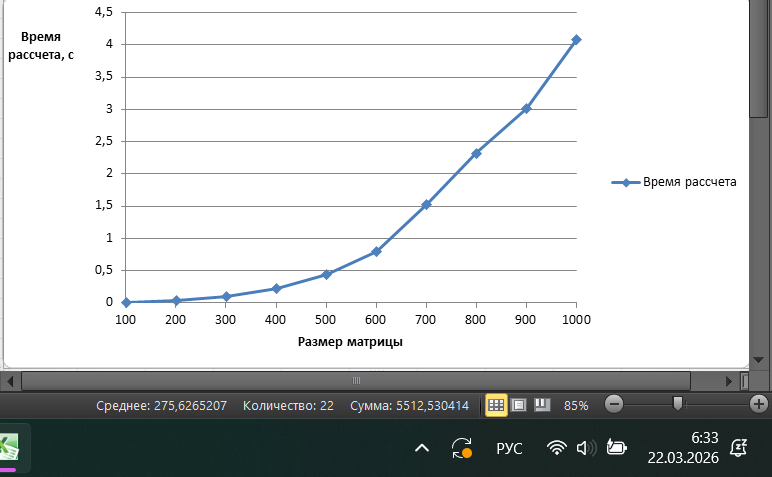 Время
рассчета, с
4,5
4
3,5
3
2,5
2
1,5
1
0,5
0
100 200 300 400 500 600 700 800 900 1000
Размер матрицы
Время рассчета
Среднее: 275,6265207 Количество: 22 Сумма: 5512,530414 85%
РУС
6:33
22.03.2026